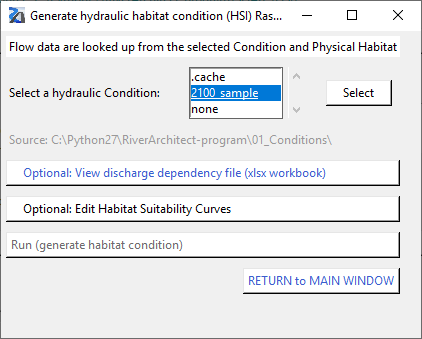 Generate hydraulic habitat condition (HSI) Ras...
Flow data are looked up from the selected Condition and Physical Habitat
Select a hydraulic Condition:
.cache
2100_sample
none
Select
Source: C:\Python27\RiverArchitect-program\01_Conditions\
Optional: View discharge dependency file (xlsx workbook)
Optional: Edit Habitat Suitability Curves
Run (generate habitat condition)
RETURN to MAIN WINDOW